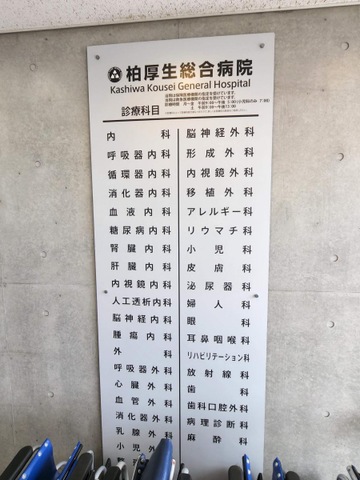 柏厚生総合病院
Kashiwa Kousei General Hospital
診療科目
内科
呼吸器内科
循環器内科
消化器内科
血液内科
糖尿病内科
腎臓内科
肝臓内科
内視鏡内科
人工透析内科
脳神経内科
腫瘍内科
外科
呼吸器外科
心臓外科
血管外科
消化器外科
乳腺外科
小児外科
脳神経外科
形成外科
内視鏡外科
移植外科
アレルギー科
リウマチ科
小児科
皮膚科
泌尿器科
婦人科
眼科
耳鼻咽喉科
リハビリテーション科
放射線科
歯科
歯科口腔外科
病理診断科
麻酔科